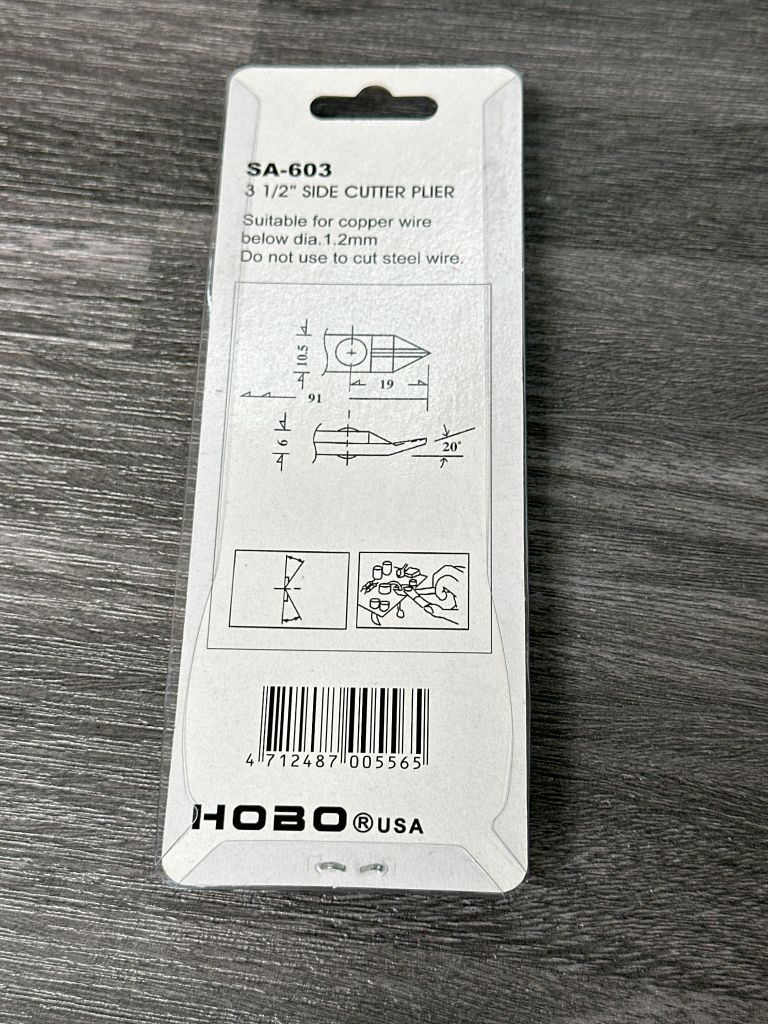 SA-603
3 1/2" SIDE CUTTER PLIER
Suitable for copper wire
below dia.1.2mm
Do not use to cut steel wire.
10.5
19
91
6
20°
4 712487 005565
HOBO ® USA